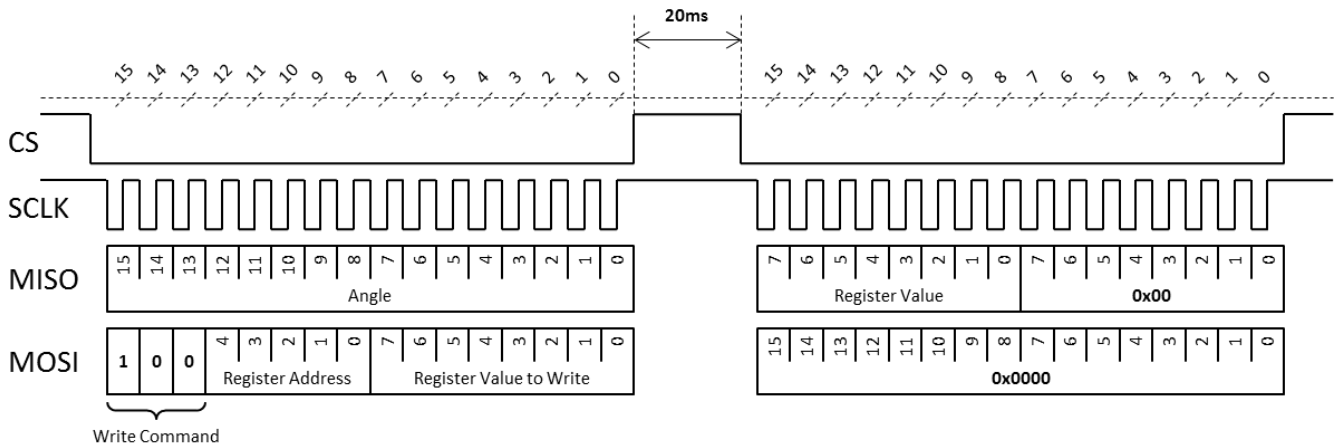 20ms
15 14 13 12 11 10 9 8 7 6 5 4 3 2 1 0 15 14 13 12 11 10 9 8 7 6 5 4 3 2 1 0
CS
SCLK
MISO 15 14 13 12 11 10 9 8 7 6 5 4 3 2 1 0 7 6 5 4 3 2 1 0 7 6 5 4 3 2 1 0
Angle Register Value 0x00
MOSI 1 0 0 4 3 2 1 0 7 6 5 4 3 2 1 0 15 14 13 12 11 10 9 8 7 6 5 4 3 2 1 0
Register Address Register Value to Write 0x0000
Write Command